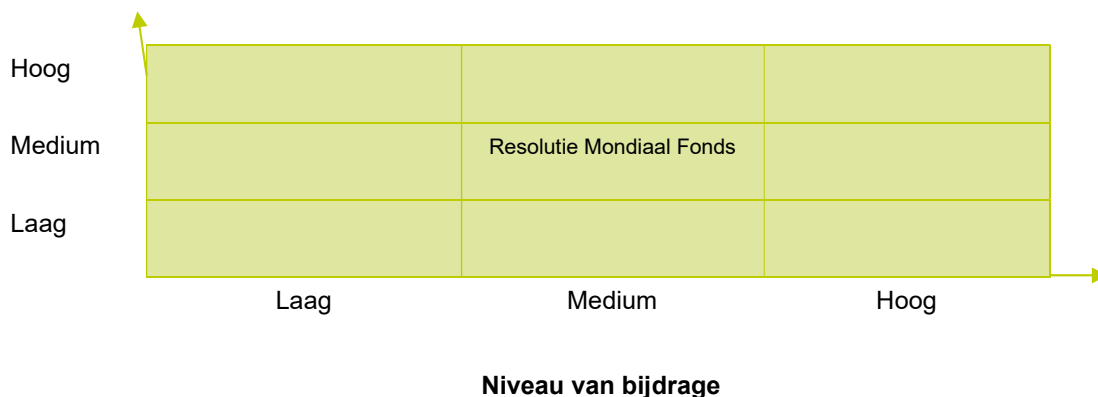 Hoog
Medium Resolutie Mondiaal Fonds
Laag
Laag Medium Hoog
Niveau van bijdrage